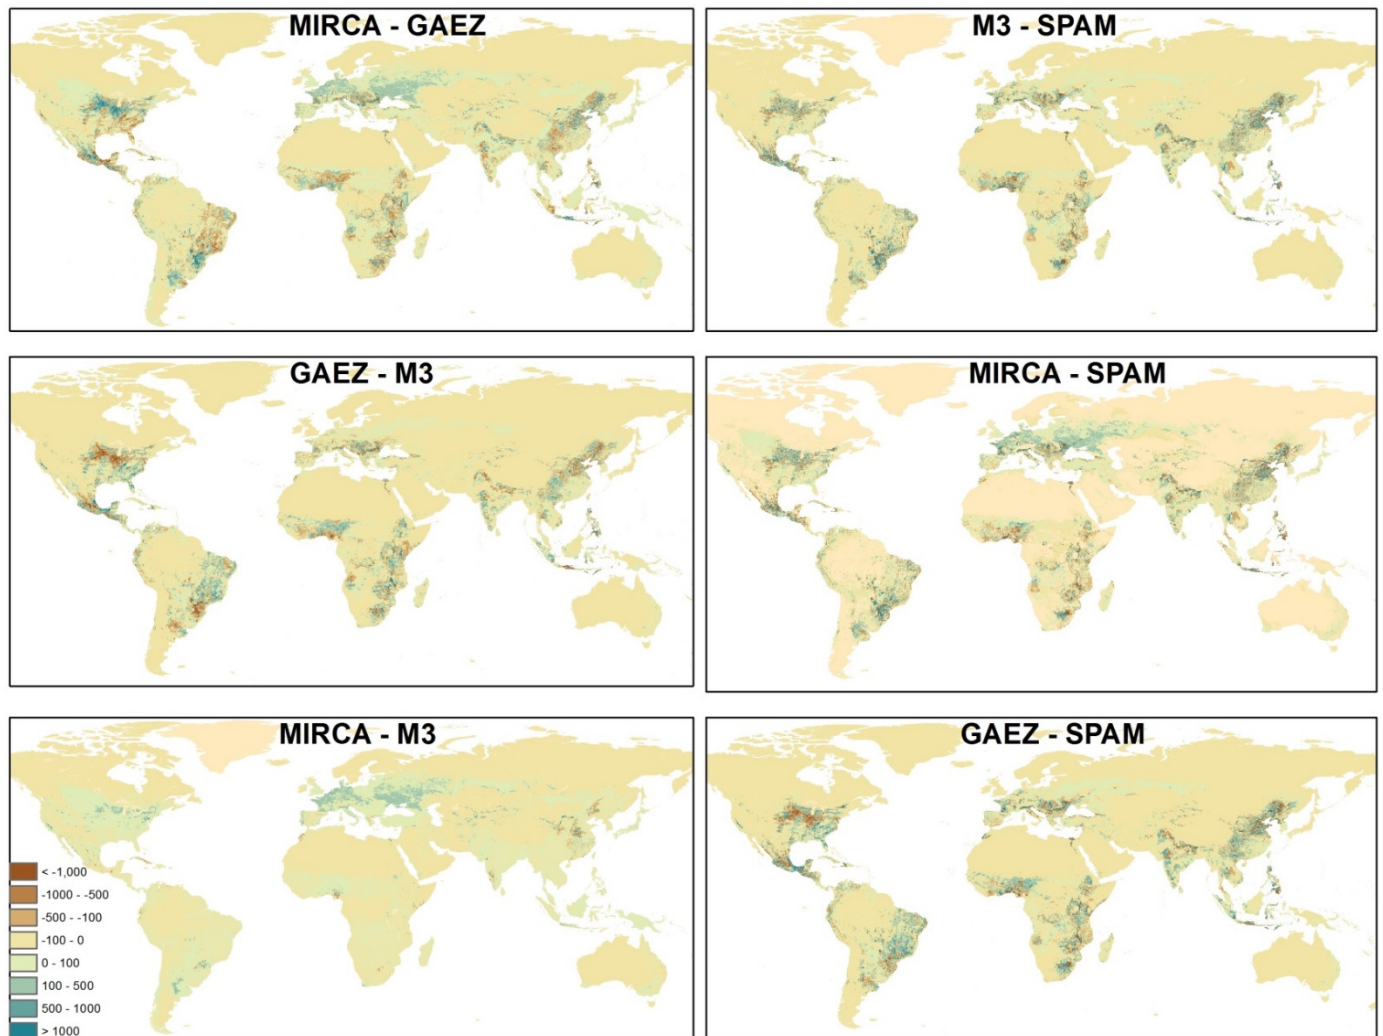 MIRCA - GAEZ
M3 - SPAM
GAEZ - M3
MIRCA - SPAM
MIRCA - M3
GAEZ - SPAM
< -1,000
-1000 - -500
-500 - -100
-100 - 0
0 - 100
100 - 500
500 - 1000
> 1000